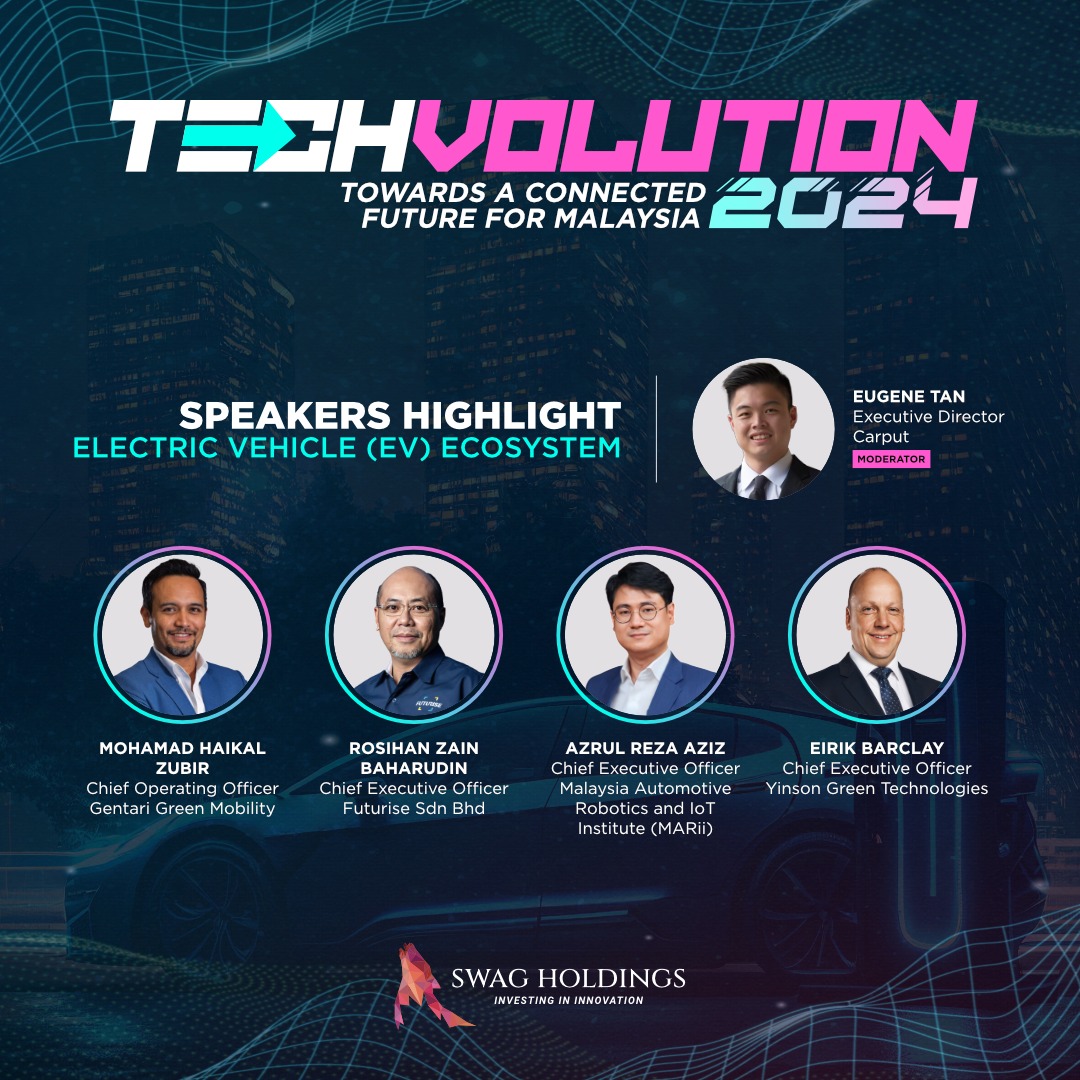 TECHVOLUTION
TOWARDS A CONNECTED
FUTURE FOR MALAYSIA
2024
SPEAKERS HIGHLIGHT
ELECTRIC VEHICLE (EV) ECOSYSTEM
EUGENE TAN
Executive Director
Carput
MODERATOR
FUTURISE
MOHAMAD HAIKAL
ZUBIR
Chief Operating Officer
Gentari Green Mobility
ROSIHAN ZAIN
BAHARUDIN
Chief Executive Officer
Futurise Sdn Bhd
AZRUL REZA AZIZ
Chief Executive Officer
Malaysia Automotive
Robotics and IoT
Institute (MARii)
EIRIK BARCLAY
Chief Executive Officer
Yinson Green Technologies
SWAG HOLDINGS
INVESTING IN INNOVATION